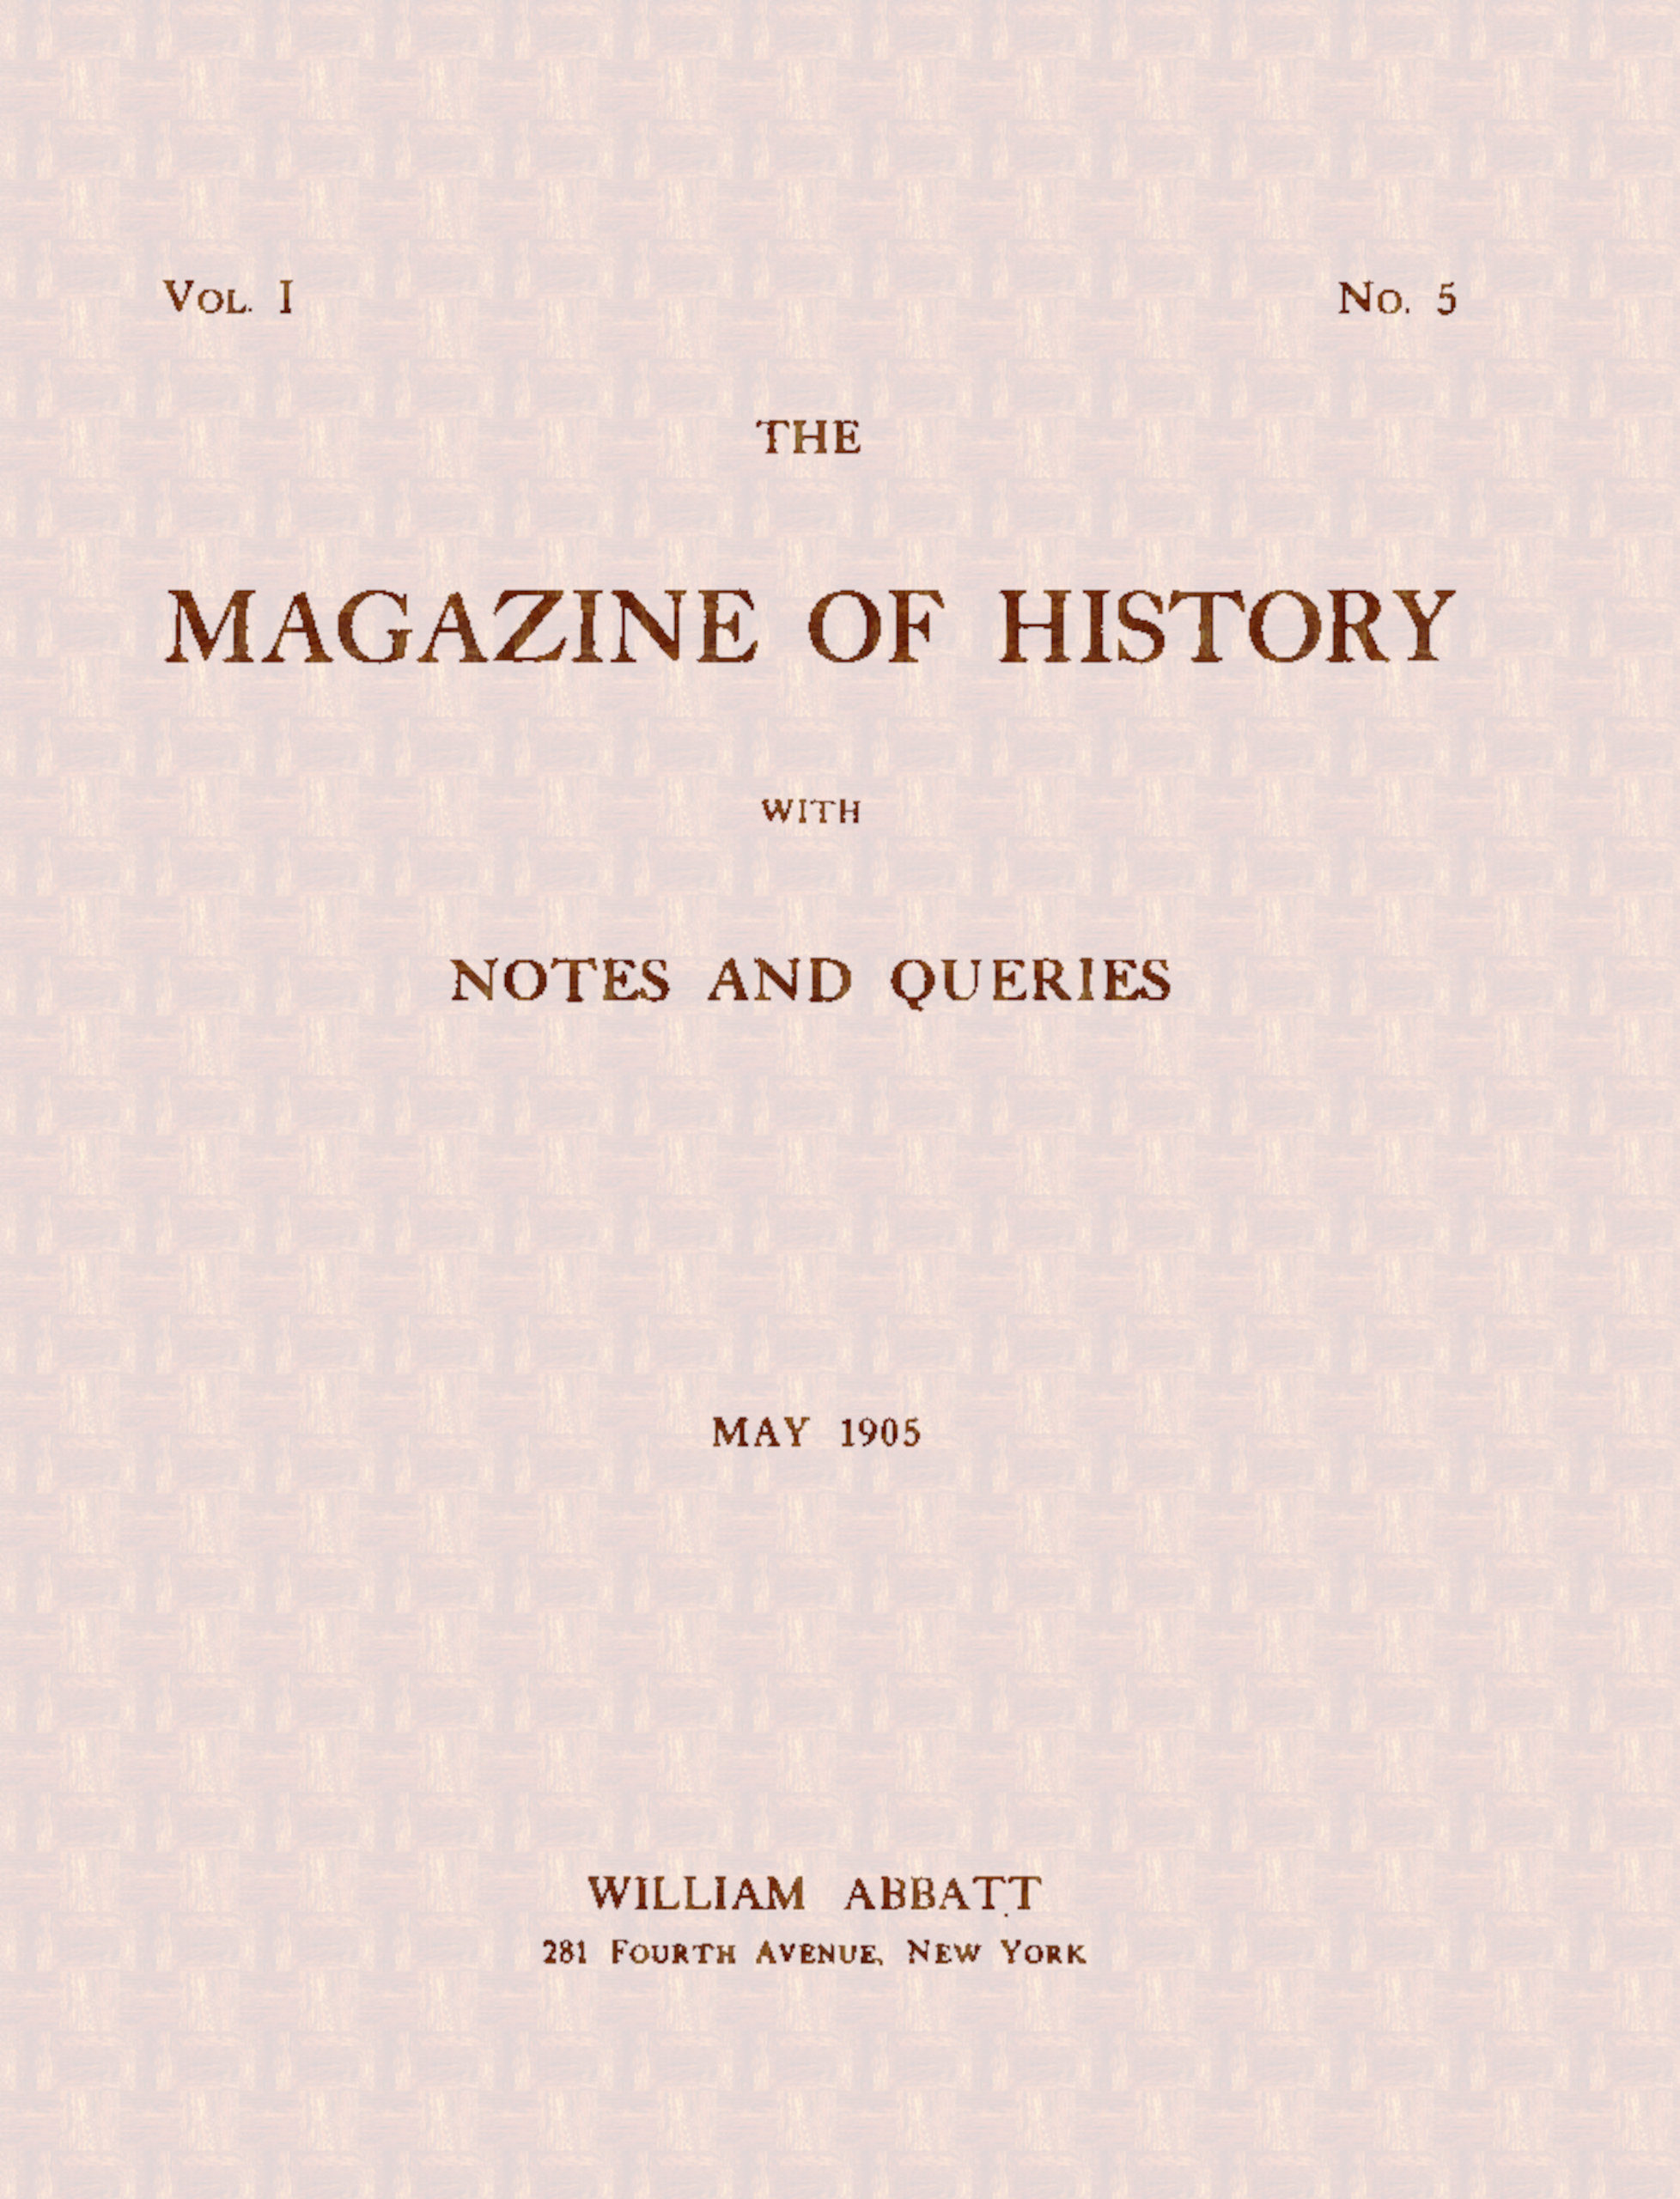 Vol. I No. 5
THE
MAGAZINE OF HISTORY
WITH
NOTES AND QUERIES
MAY 1905
WILLIAM ABBATT
281 Fourth Avenue, New York